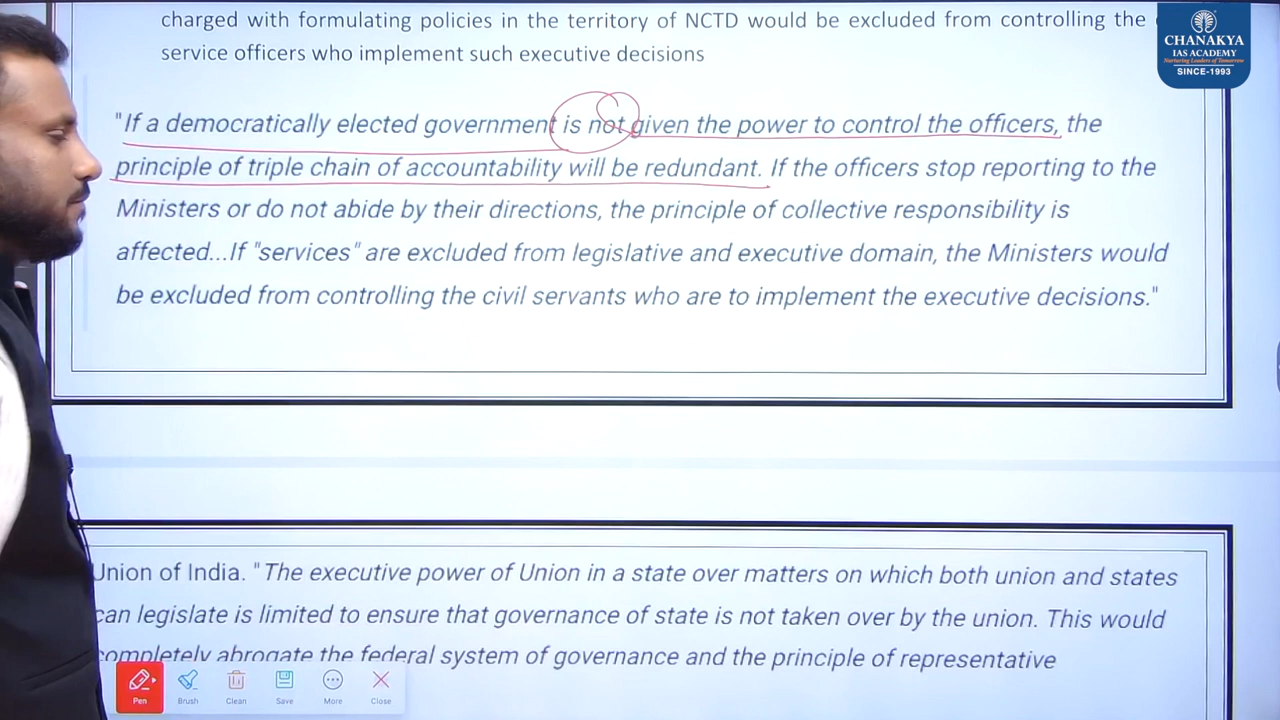 charged with formulating policies in the territory of NCTD would be excluded from controlling the
service officers who implement such executive decisions
CHANAKYA
IAS ACADEMY
Nurturing Leaders of Tomorrow
SINCE-1993
"If a democratically elected government is not given the power to control the officers, the
principle of triple chain of accountability will be redundant. If the officers stop reporting to the
Ministers or do not abide by their directions, the principle of collective responsibility is
affected...If "services" are excluded from legislative and executive domain, the Ministers would
be excluded from controlling the civil servants who are to implement the executive decisions."
Union of India. "The executive power of Union in a state over matters on which both union and states
can legislate is limited to ensure that governance of state is not taken over by the union. This would
completely abrogate the federal system of governance and the principle of representative
Pen Brush Clean Save More Close